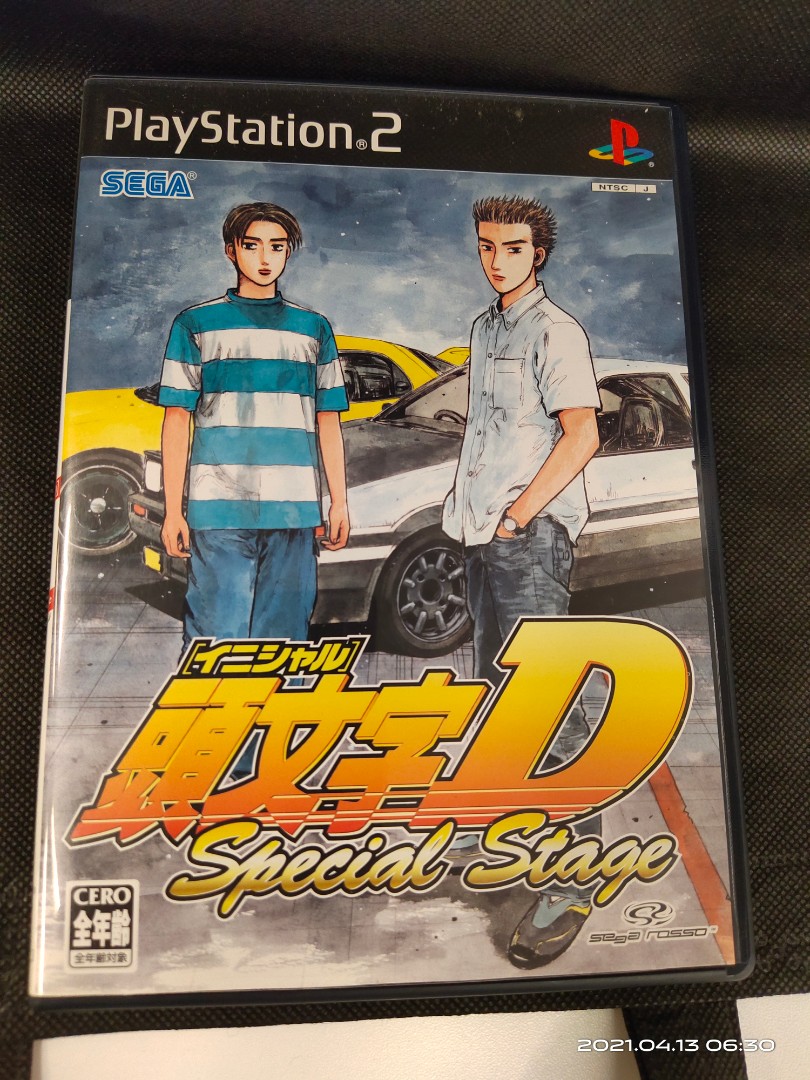 PlayStation®2
SEGA®
NTSC J
[イニシャル]
頭文字D
Special Stage
CERO
全年齢
全年齢対象
sega rosso™
2021.04.13 06:30